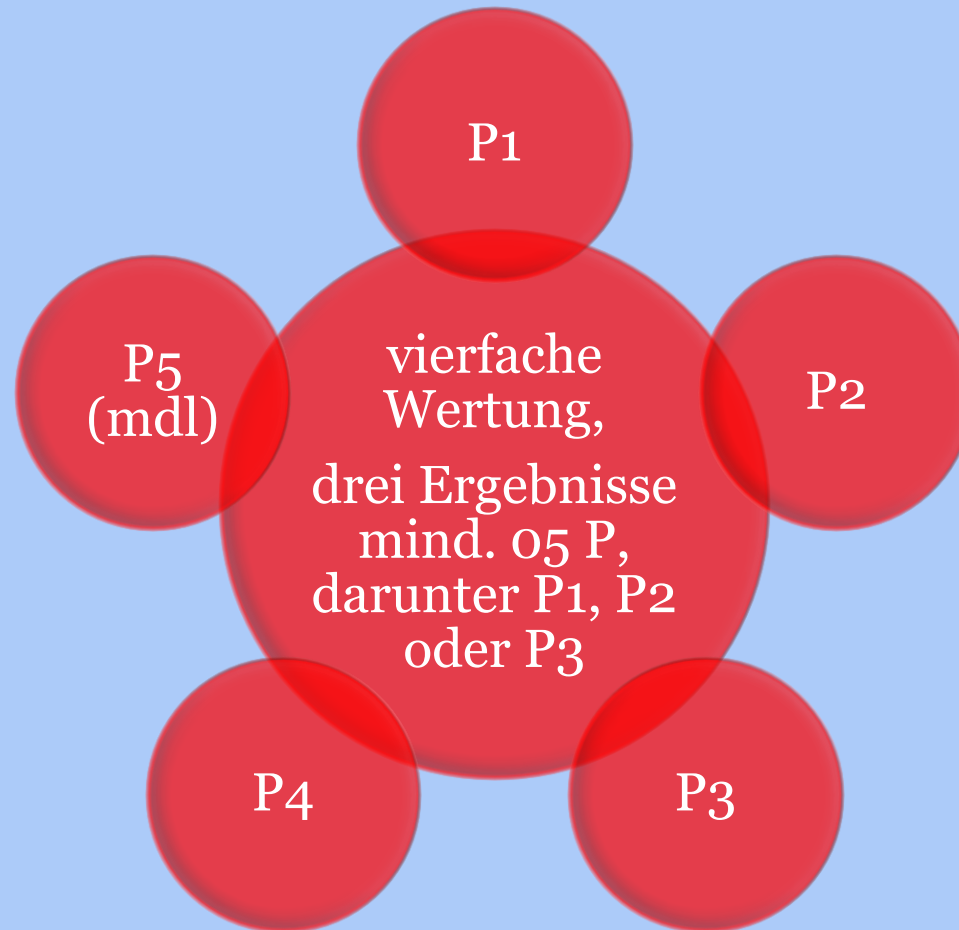 P1
P5
(mdl)
vierfache
Wertung,
drei Ergebnisse
mind. 05 P,
darunter P1, P2
oder P3
P2
P4
P3